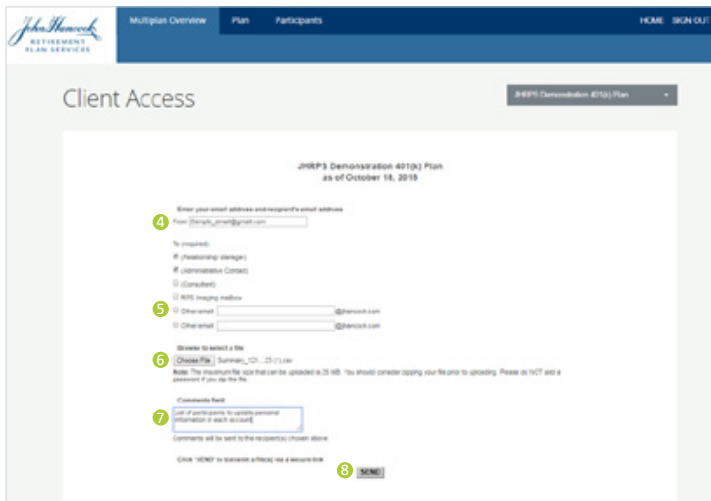 John Hancock
RETIREMENT
PLAN SERVICES
Multiplan Overview Plan Participants HOME SIGN OUT
Client Access
JHRPS Demonstration 401(k) Plan
JHRPS Demonstration 401(k) Plan
as of October 18, 2018
Enter your email address and recipient's email address
4 From Sample_email@gmail.com
To (required)
(Relationship Manager)
(Administrative Contact)
(Consultant)
RPS Imaging mailbox
5 Other email @jhancock.com
Other email @jhancock.com
Browse to select a file
6 Choose File Summary_121...23 (1).csv
Note: The maximum file size that can be uploaded is 25 MB. You should consider zipping your file prior to uploading. Please do NOT add a
password if you zip the file.
Comments field
7 List of participants to update personal
information in each account
Comments will be sent to the recipient(s) chosen above
Click "SEND" to transmit a file(s) via a secure link
8 SEND